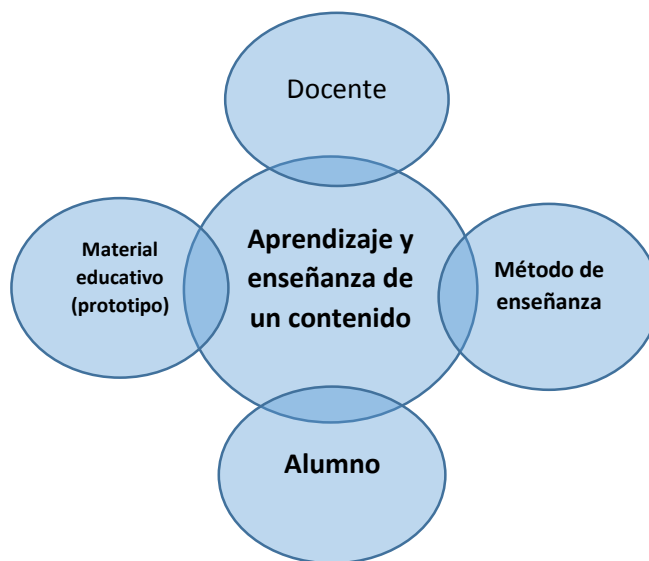 Docente
Aprendizaje y
enseñanza de
un contenido
Material
educativo
(prototipo)
Método de
enseñanza
Alumno